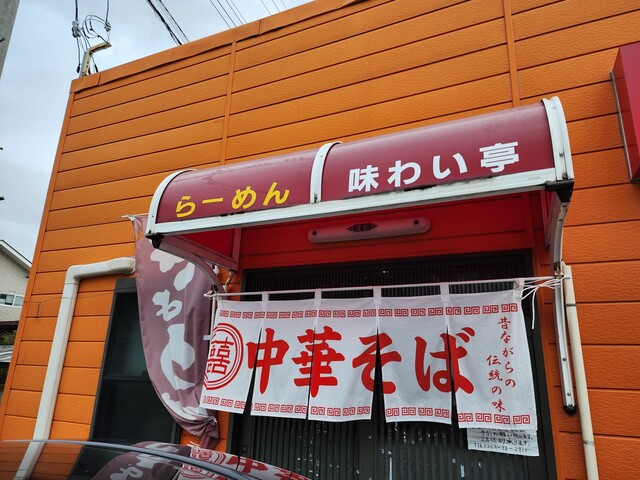 らーめん 味わい亭
囍 中華そば
昔ながらの
伝統の味